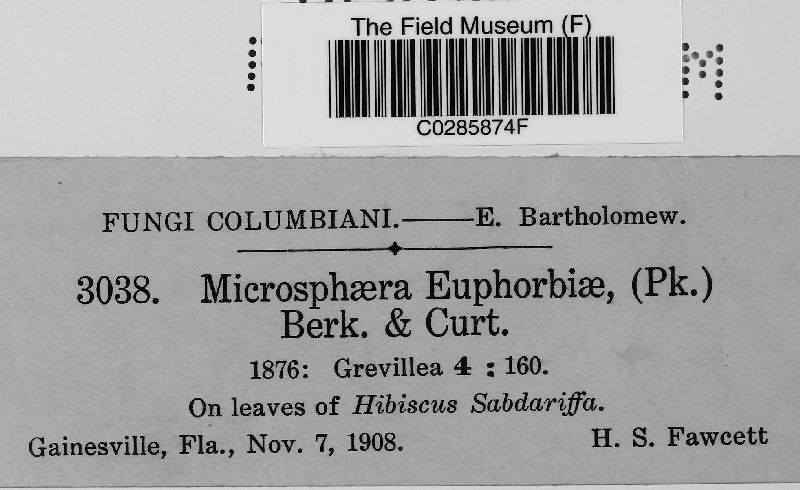 The Field Museum (F)
C0285874F
M
FUNGI COLUMBIANI.——E. Bartholomew.
3038. Microsphæra Euphorbiæ, (Pk.)
Berk. & Curt.
1876: Grevillea 4 : 160.
On leaves of Hibiscus Sabdariffa.
Gainesville, Fla., Nov. 7, 1908. H. S. Fawcett